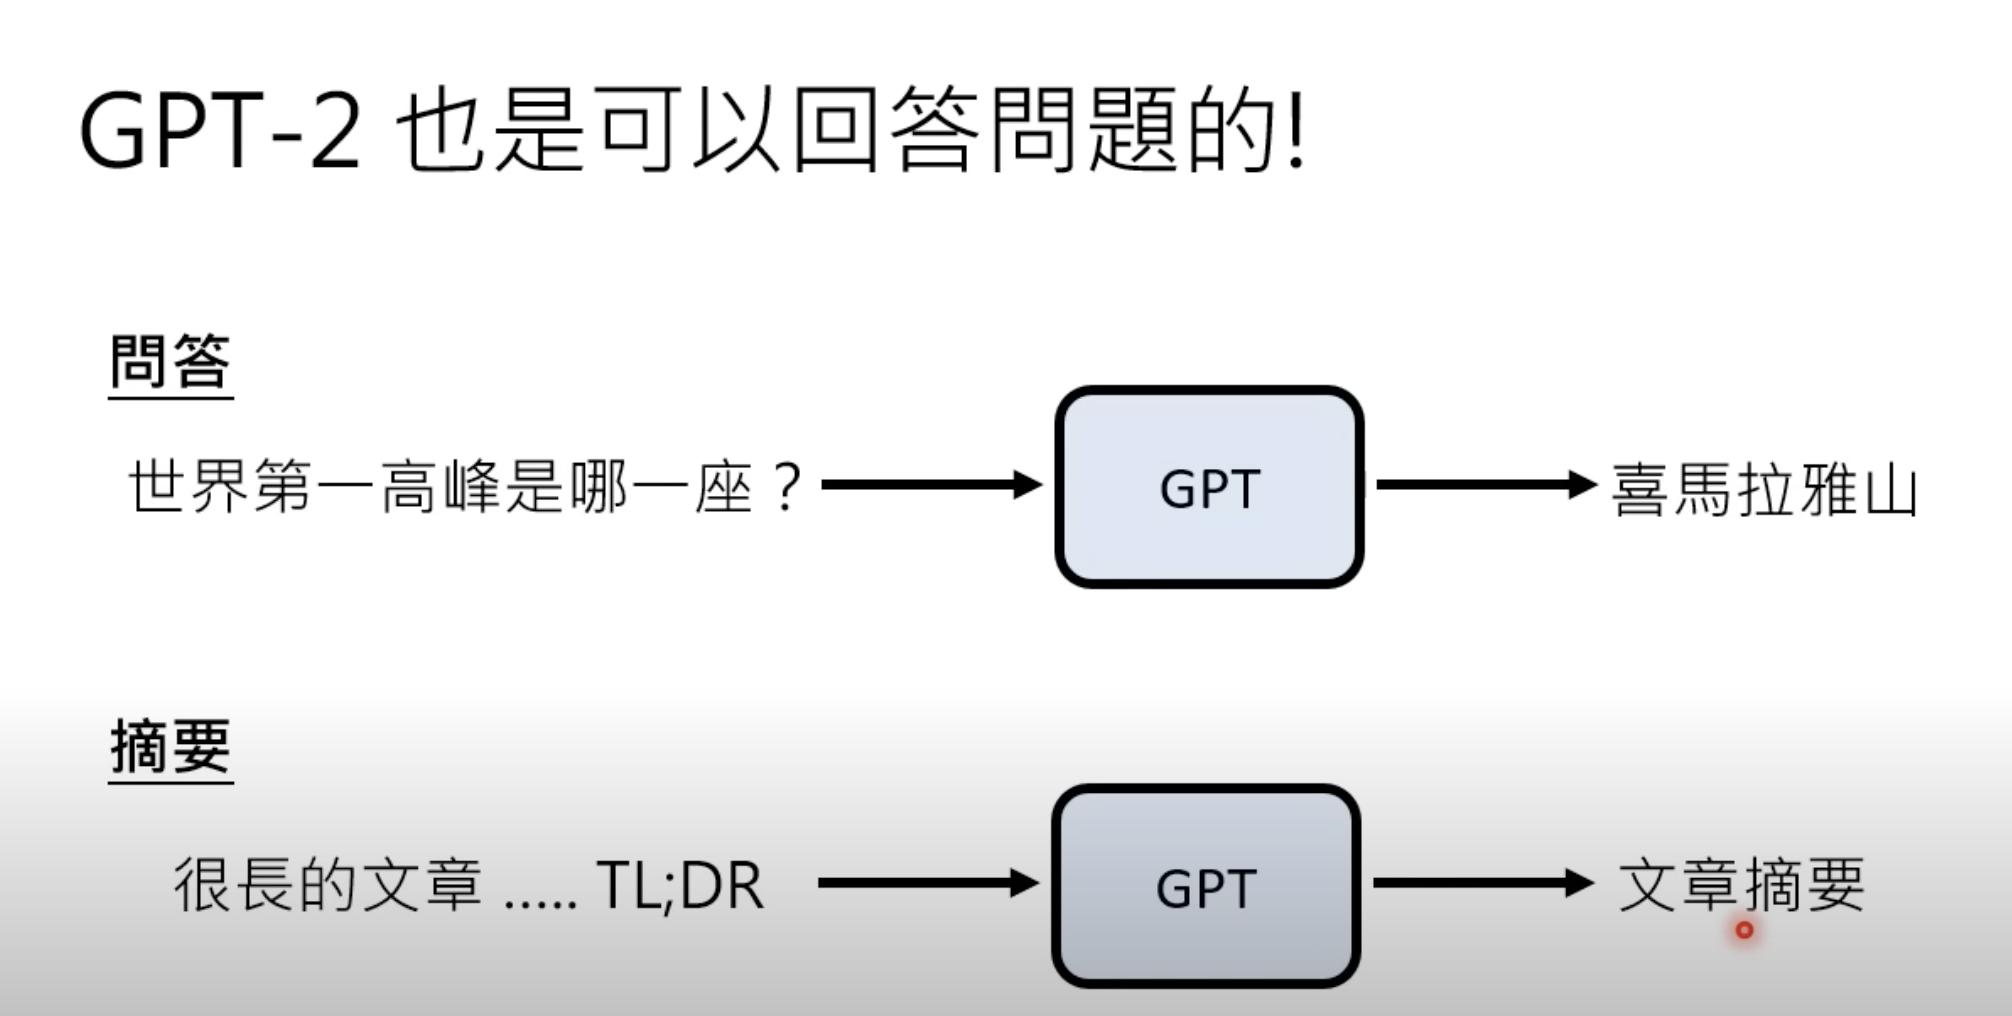 GPT-2 也是可以回答問題的!
問答
世界第一高峰是哪一座？
GPT
喜馬拉雅山
摘要
很長的文章 ..... TL;DR
GPT
文章摘要